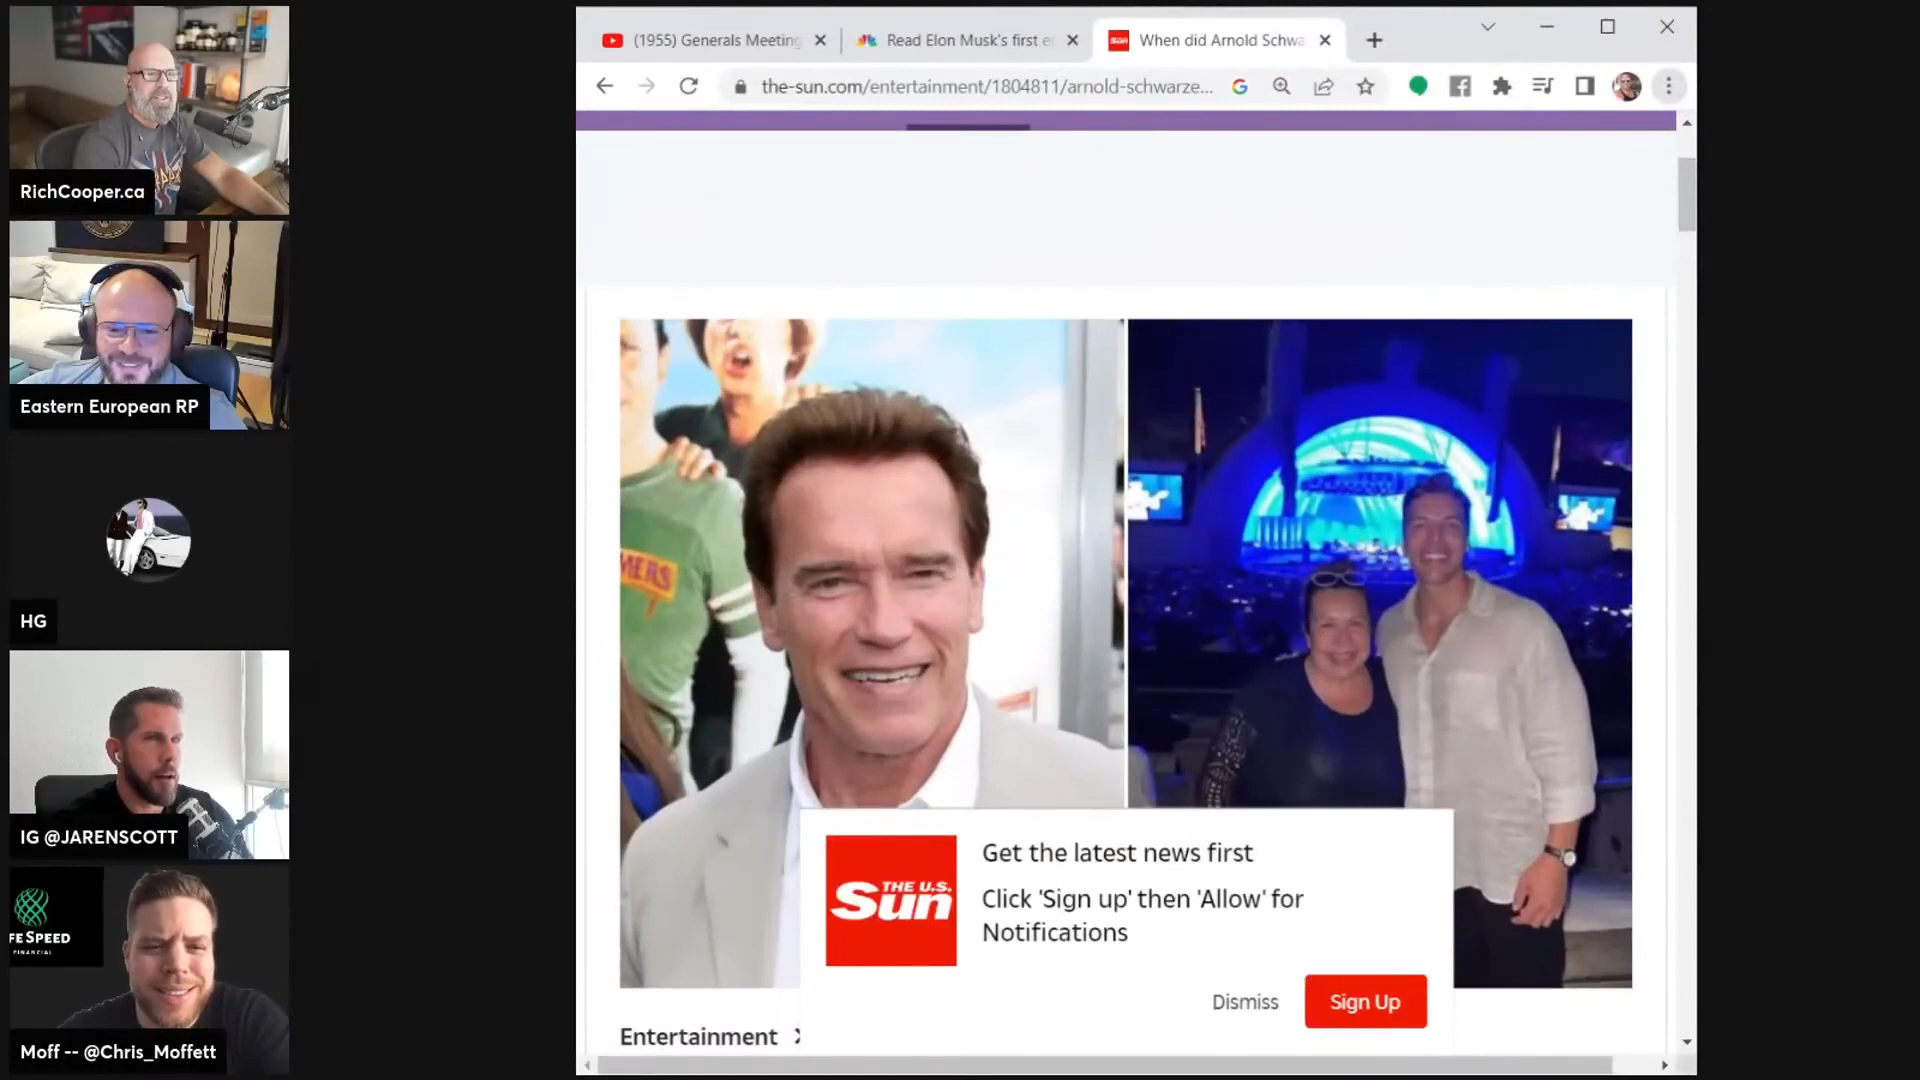 RichCooper.ca
Eastern European RP
HG
IG @JARENSCOTT
FE SPEED
FINANCIAL
Moff -- @Chris_Moffett
(1955) Generals Meeting
Read Elon Musk's first e
When did Arnold Schwa
the-sun.com/entertainment/1804811/arnold-schwarze...
MERS
THE U.S.
Sun
Get the latest news first
Click 'Sign up' then 'Allow' for
Notifications
Dismiss
Sign Up
Entertainment